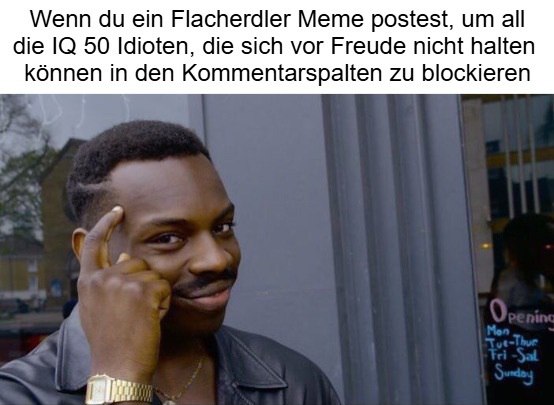 Wenn du ein Flacherdler Meme postest, um all
die IQ 50 Idioten, die sich vor Freude nicht halten
können in den Kommentarspalten zu blockieren
Opening
Mon
Tue-Thur
Fri-Sat
Sunday